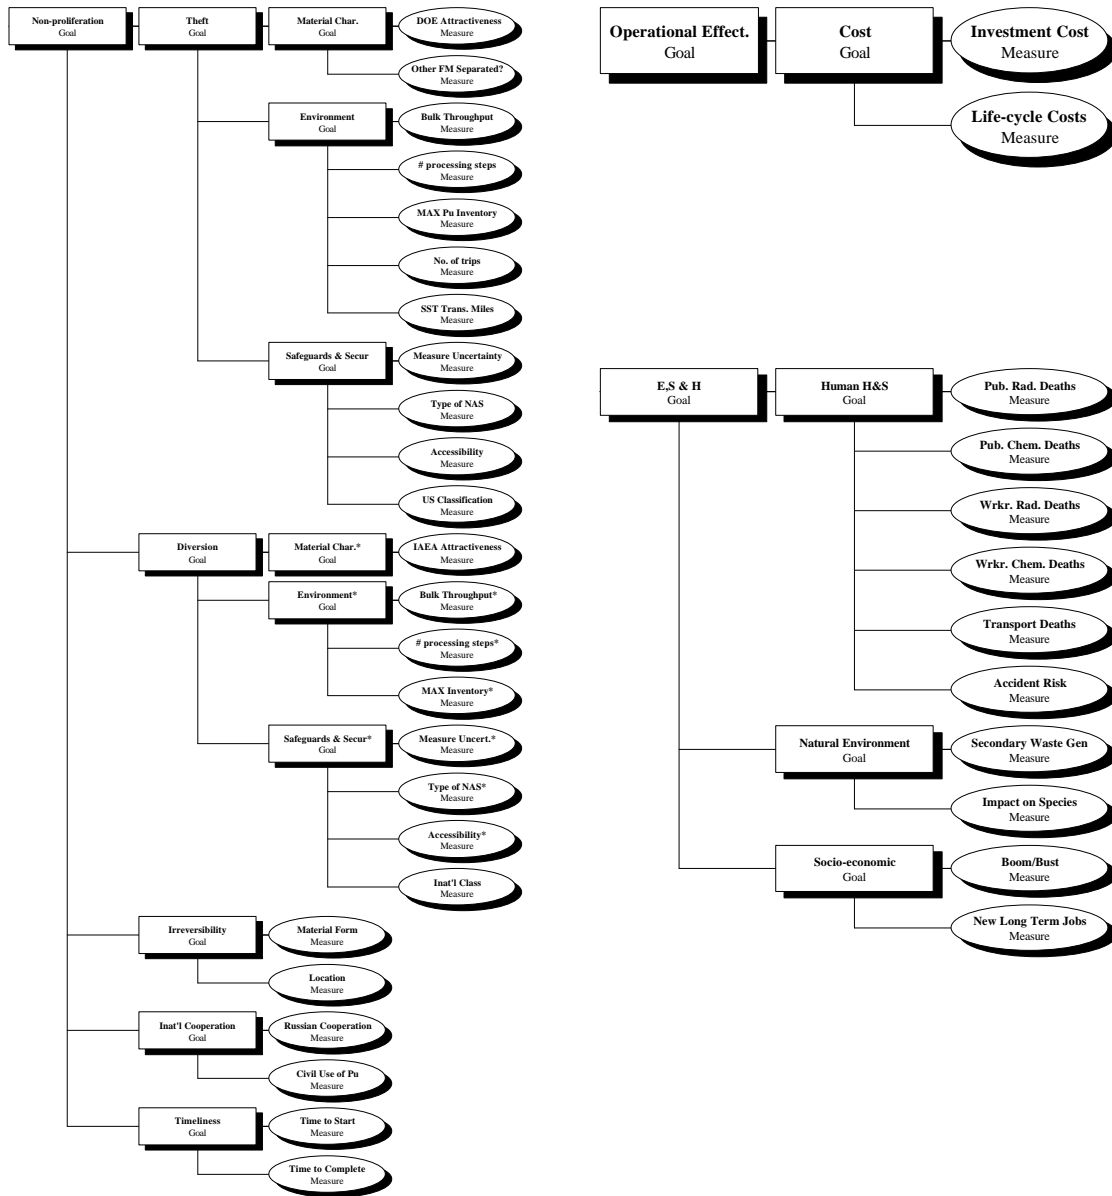 Non-proliferation
Goal
Theft
Goal
Material Char.
Goal
DOE Attractiveness
Measure
Other FM Separated?
Measure
Environment
Goal
Bulk Throughput
Measure
# processing steps
Measure
MAX Pu Inventory
Measure
No. of trips
Measure
SST Trans. Miles
Measure
Safeguards & Secur
Goal
Measure Uncertainty
Measure
Type of NAS
Measure
Accessibility
Measure
US Classification
Measure
Diversion
Goal
Material Char.*
Goal
IAEA Attractiveness
Measure
Environment*
Goal
Bulk Throughput*
Measure
# processing steps*
Measure
MAX Inventory*
Measure
Safeguards & Secur*
Goal
Measure Uncert.*
Measure
Type of NAS*
Measure
Accessibility*
Measure
Inat'l Class
Measure
Irreversibility
Goal
Material Form
Measure
Location
Measure
Inat'l Cooperation
Goal
Russian Cooperation
Measure
Civil Use of Pu
Measure
Timeliness
Goal
Time to Start
Measure
Time to Complete
Measure
Operational Effect.
Goal
Cost
Goal
Investment Cost
Measure
Life-cycle Costs
Measure
E,S & H
Goal
Human H&S
Goal
Pub. Rad. Deaths
Measure
Pub. Chem. Deaths
Measure
Wrkr. Rad. Deaths
Measure
Wrkr. Chem. Deaths
Measure
Transport Deaths
Measure
Accident Risk
Measure
Natural Environment
Goal
Secondary Waste Gen
Measure
Impact on Species
Measure
Socio-economic
Goal
Boom/Bust
Measure
New Long Term Jobs
Measure